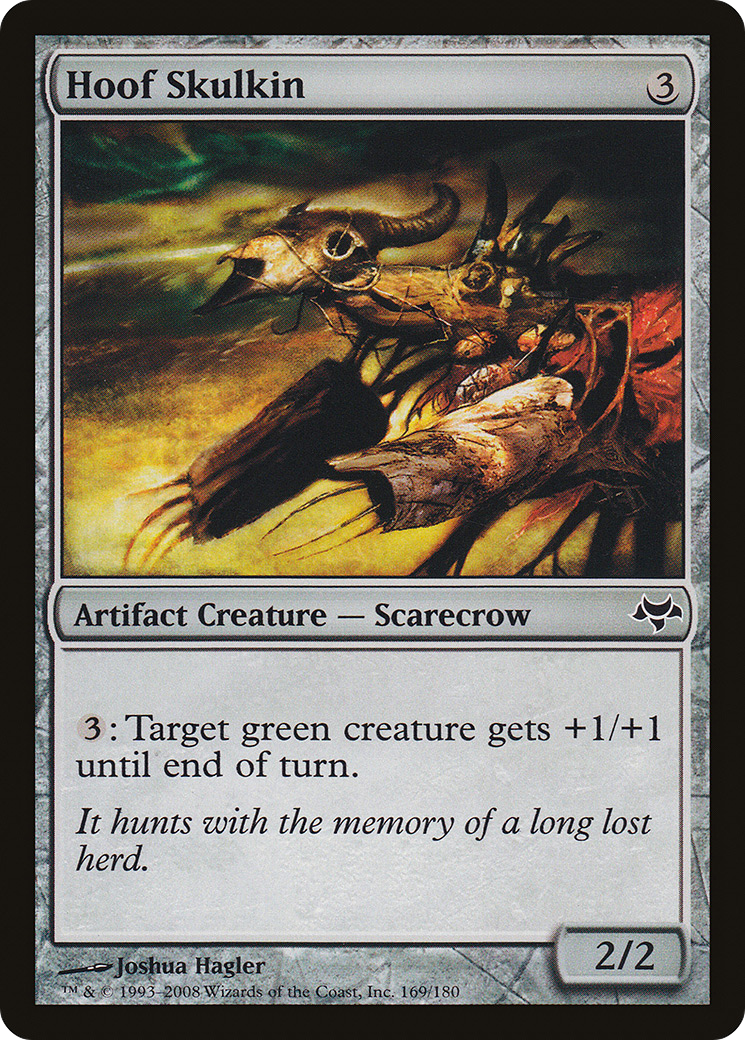 Hoof Skulkin 3
Artifact Creature — Scarecrow
3: Target green creature gets +1/+1
until end of turn.
It hunts with the memory of a long lost
herd.
2/2
Joshua Hagler
™ & © 1993–2008 Wizards of the Coast, Inc. 169/180